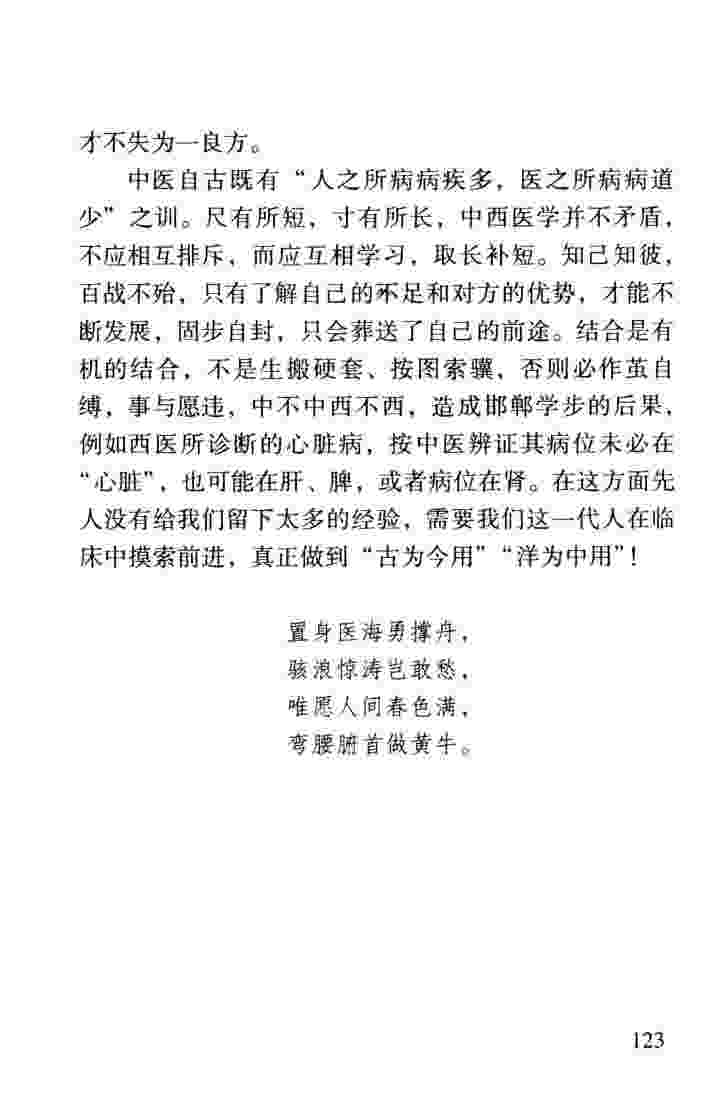 才不失为一良方。
中医自古既有“人之所病病疾多，医之所病病道
少”之训。尺有所短，寸有所长，中西医学并不矛盾，
不应相互排斥，而应互相学习，取长补短。知己知彼，
百战不殆，只有了解自己的不足和对方的优势，才能不
断发展，固步自封，只会葬送了自己的前途。结合是有
机的结合，不是生搬硬套、按图索骥，否则必作茧自
缚，事与愿违，中不中西不西，造成邯郸学步的后果，
例如西医所诊断的心脏病，按中医辨证其病位未必在
“心脏”，也可能在肝、脾，或者病位在肾。在这方面先
人没有给我们留下太多的经验，需要我们这一代人在临
床中摸索前进，真正做到“古为今用”“洋为中用”！
置身医海勇撑舟，
骇浪惊涛岂敢愁，
唯愿人间春色满，
弯腰腑首做黄牛。
123